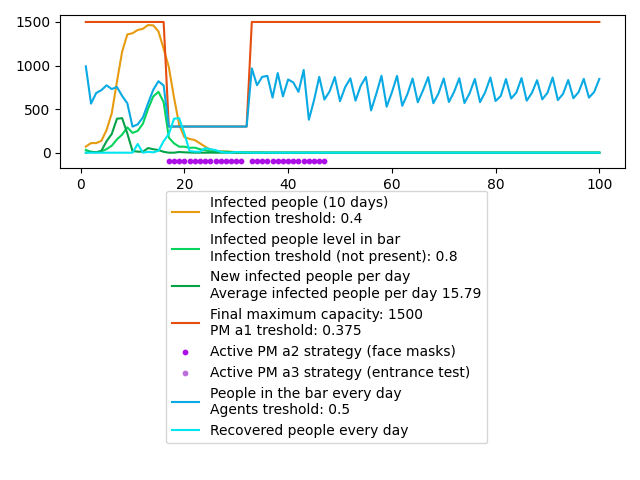 1500
1000
500
0
0 20 40 60 80 100
Infected people (10 days)
Infection treshold: 0.4
Infected people level in bar
Infection treshold (not present): 0.8
New infected people per day
Average infected people per day 15.79
Final maximum capacity: 1500
PM a1 treshold: 0.375
Active PM a2 strategy (face masks)
Active PM a3 strategy (entrance test)
People in the bar every day
Agents treshold: 0.5
Recovered people every day